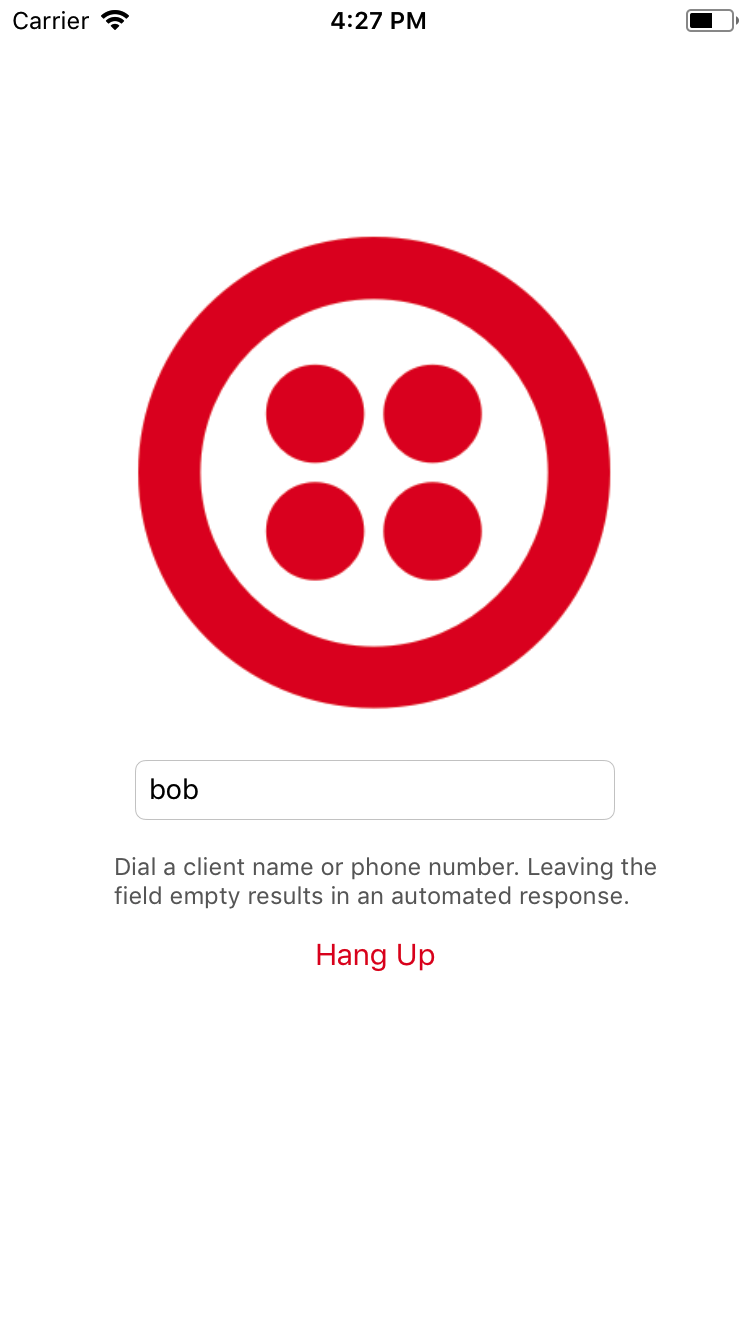 Carrier 4:27 PM
bob
Dial a client name or phone number. Leaving the
field empty results in an automated response.
Hang Up